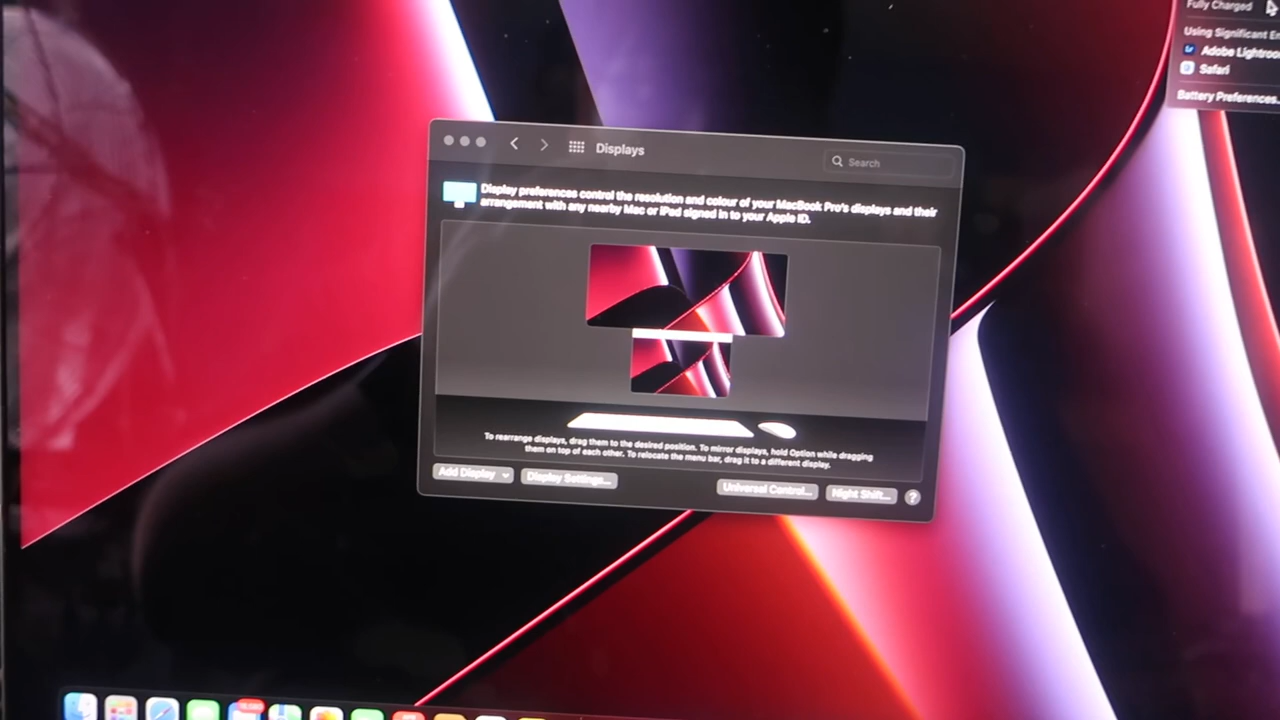 Fully Charged
Using Significant En
Adobe Lightroo
Safari
Battery Preferences...
Displays
Search
Display preferences control the resolution and colour of your MacBook Pro's displays and their
arrangement with any nearby Mac or iPad signed in to your Apple ID.
To rearrange displays, drag them to the desired position. To mirror displays, hold Option while dragging
them on top of each other. To relocate the menu bar, drag it to a different display.
Add Display
Display Settings...
Universal Control...
Night Shift...
?